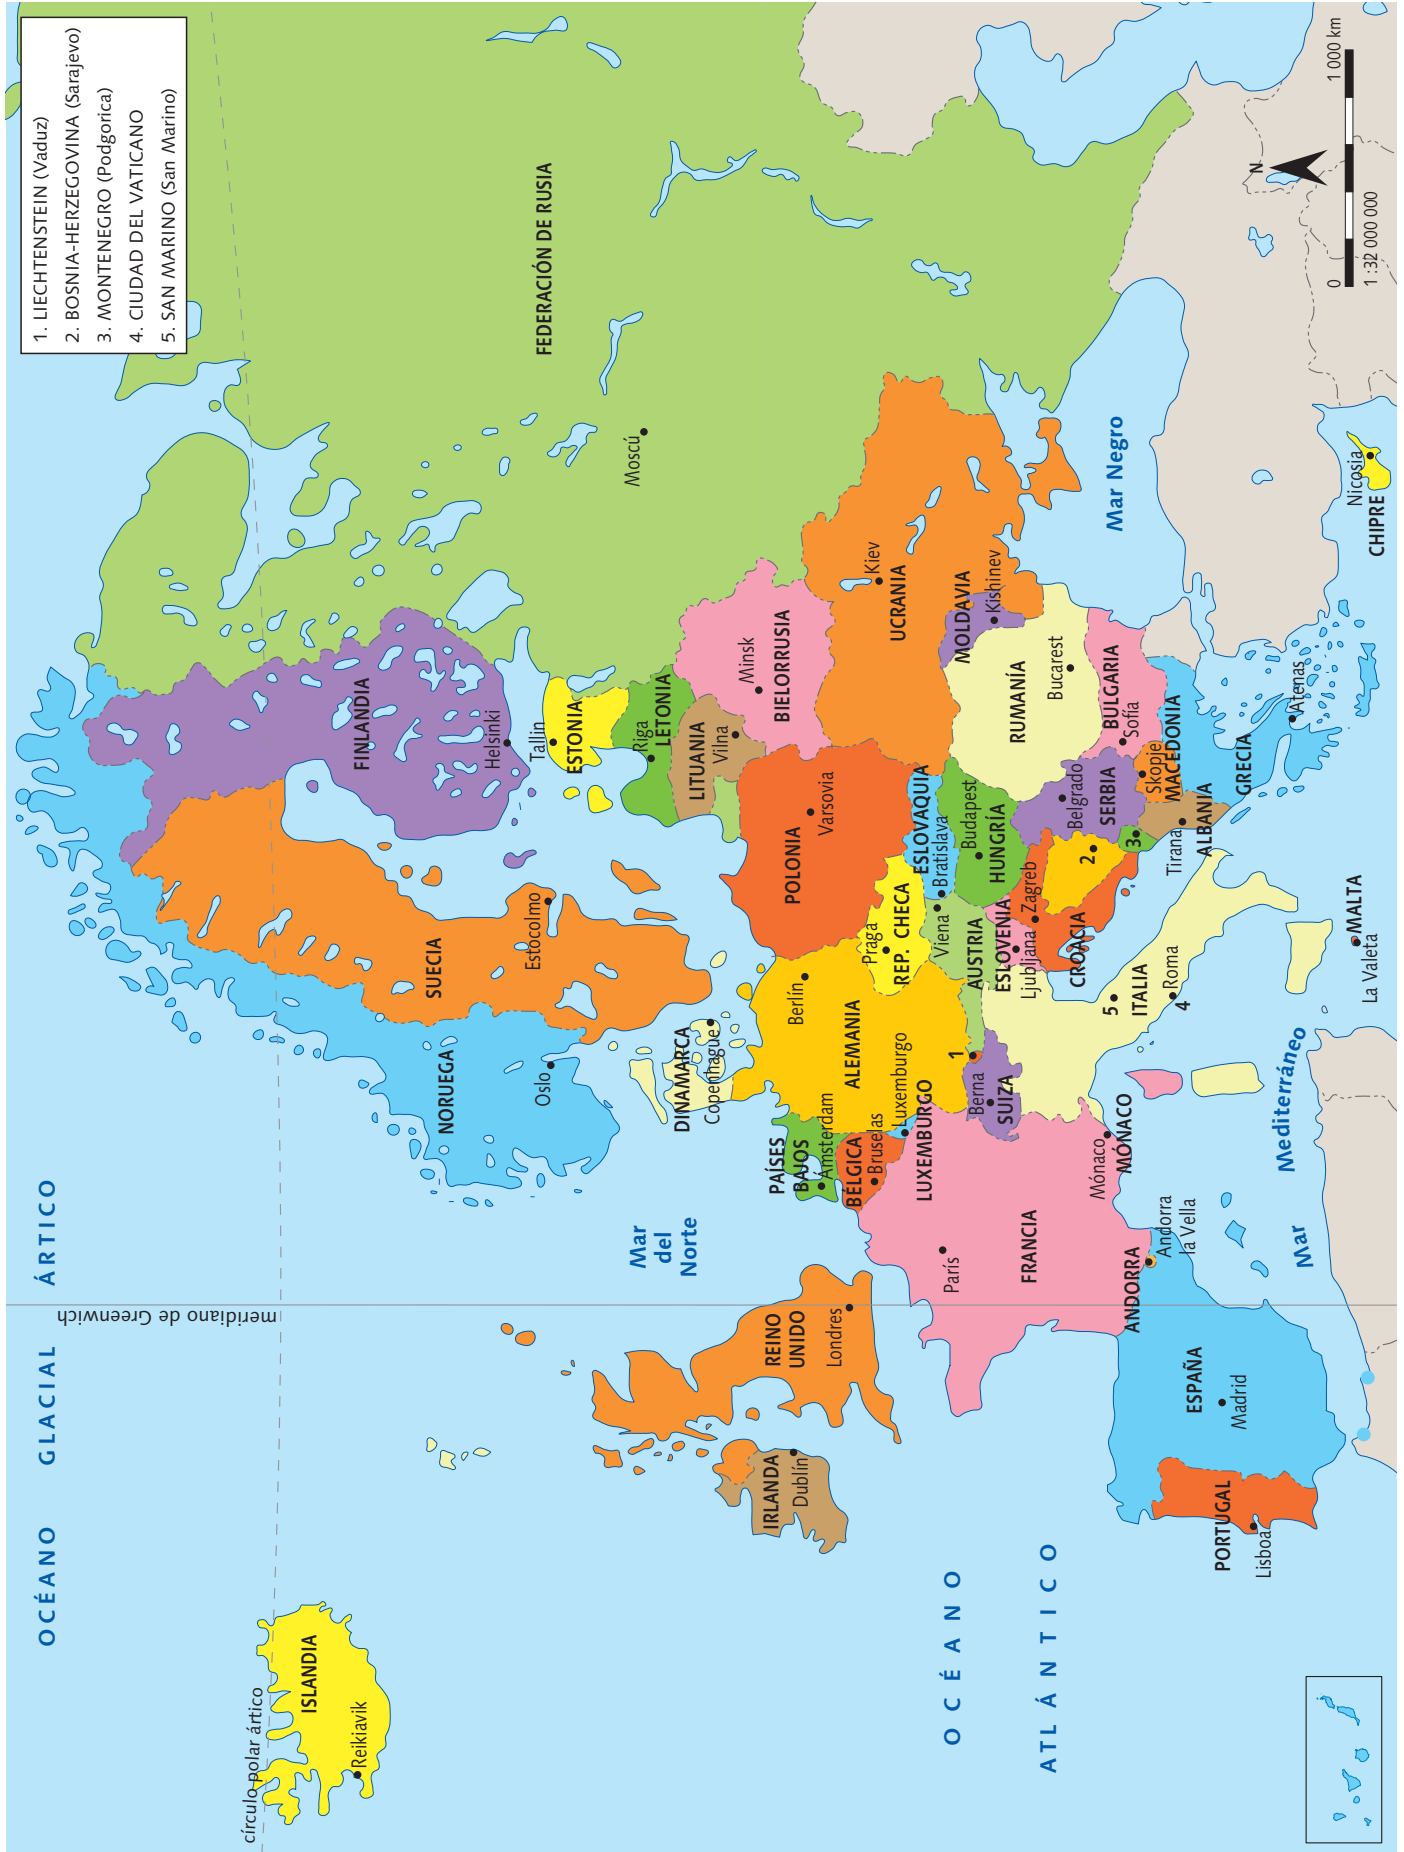 1. LIECHTENSTEIN (Vaduz)
2. BOSNIA-HERZEGOVINA (Sarajevo)
3. MONTENEGRO (Podgorica)
4. CIUDAD DEL VATICANO
5. SAN MARINO (San Marino)
OCÉANO GLACIAL ÁRTICO
círculo polar ártico
meridiano de Greenwich
ISLANDIA
Reikiavik
NORUEGA
Oslo
SUECIA
Estocolmo
FINLANDIA
Helsinki
FEDERACIÓN DE RUSIA
Moscú
Tallin
ESTONIA
Riga
LETONIA
LITUANIA
Vilna
Minsk
BIELORRUSIA
Mar
del
Norte
DINAMARCA
Copenhague
IRLANDA
Dublín
REINO
UNIDO
Londres
PAÍSES
BAJOS
Ámsterdam
BÉLGICA
Bruselas
Luxemburgo
LUXEMBURGO
Berlín
ALEMANIA
POLONIA
Varsovia
Praga
REP. CHECA
ESLOVAQUIA
Bratislava
Kiev
UCRANIA
MOLDAVIA
Kishinev
OCÉANO
ATLÁNTICO
París
FRANCIA
Berna
SUIZA
1
Viena
AUSTRIA
Budapest
HUNGRÍA
ESLOVENIA
Ljubljana
Zagreb
CROACIA
2
3
Belgrado
SERBIA
RUMANÍA
Bucarest
BULGARIA
Sofía
Skopje
MACEDONIA
Tirana
ALBANIA
GRECIA
Atenas
Mar Negro
Mónaco
MÓNACO
ANDORRA
Andorra
la Vella
5
ITALIA
Roma
4
ESPAÑA
Madrid
PORTUGAL
Lisboa
Mar Mediterráneo
MALTA
La Valeta
Nicosia
CHIPRE
N
0 1 000 km
1 :32 000 000